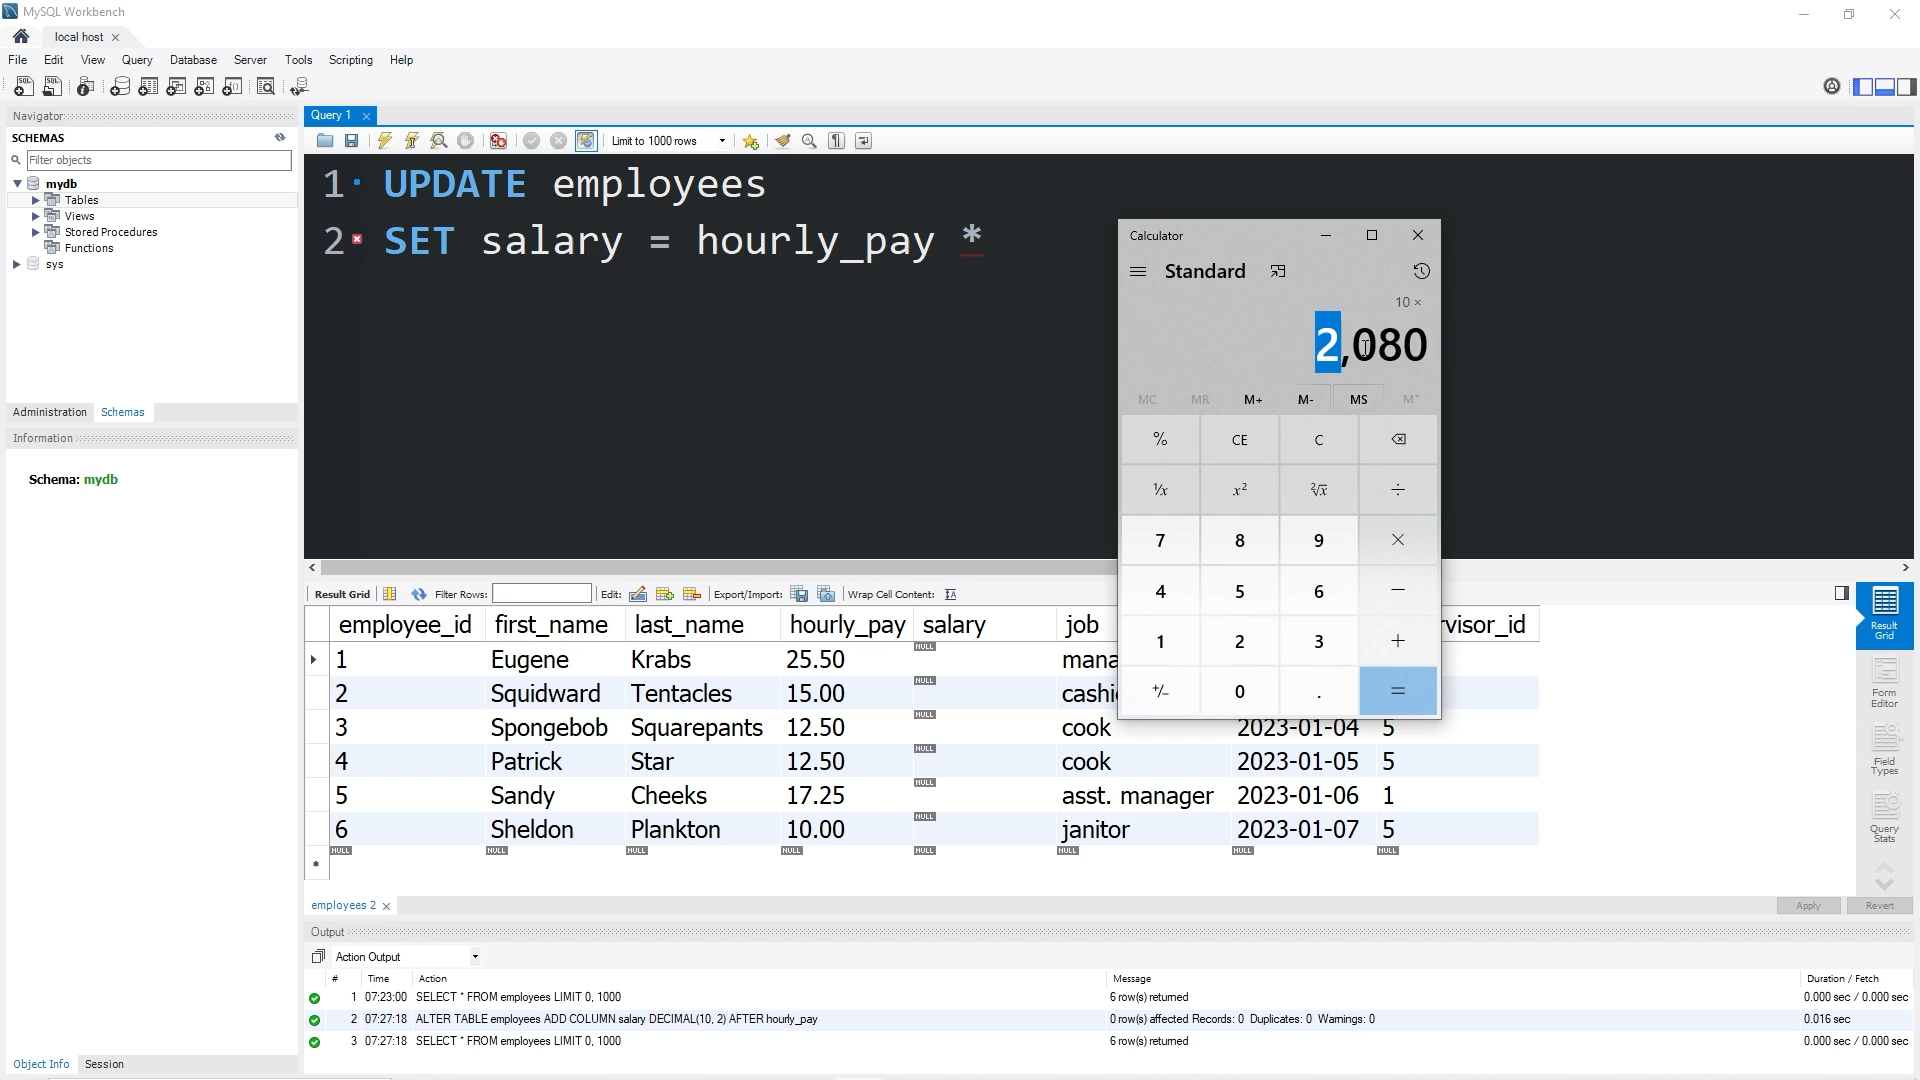 MySQL Workbench
local host
File Edit View Query Database Server Tools Scripting Help
Navigator
SCHEMAS
Filter objects
mydb
Tables
Views
Stored Procedures
Functions
sys
Administration Schemas
Information
Schema: mydb
Object Info Session
Query 1
Limit to 1000 rows
1 UPDATE employees
2 SET salary = hourly_pay *
Calculator
Standard
10 ×
2,080
MC MR M+ M- MS M˅
% CE C
¹/x x² ²√x ÷
7 8 9 ×
4 5 6 −
1 2 3 +
+/− 0 . =
Result Grid Filter Rows: Edit: Export/Import: Wrap Cell Content:
employee_id first_name last_name hourly_pay salary job rvisor_id
1 Eugene Krabs 25.50 NULL mana
2 Squidward Tentacles 15.00 NULL cashi
3 Spongebob Squarepants 12.50 NULL cook 2023-01-04 5
4 Patrick Star 12.50 NULL cook 2023-01-05 5
5 Sandy Cheeks 17.25 NULL asst. manager 2023-01-06 1
6 Sheldon Plankton 10.00 NULL janitor 2023-01-07 5
* NULL NULL NULL NULL NULL NULL NULL NULL
Result
Grid
Form
Editor
Field
Types
Query
Stats
employees 2
Apply Revert
Output
Action Output
# Time Action Message Duration / Fetch
1 07:23:00 SELECT * FROM employees LIMIT 0, 1000 6 row(s) returned 0.000 sec / 0.000 sec
2 07:27:18 ALTER TABLE employees ADD COLUMN salary DECIMAL(10, 2) AFTER hourly_pay 0 row(s) affected Records: 0 Duplicates: 0 Warnings: 0 0.016 sec
3 07:27:18 SELECT * FROM employees LIMIT 0, 1000 6 row(s) returned 0.000 sec / 0.000 sec